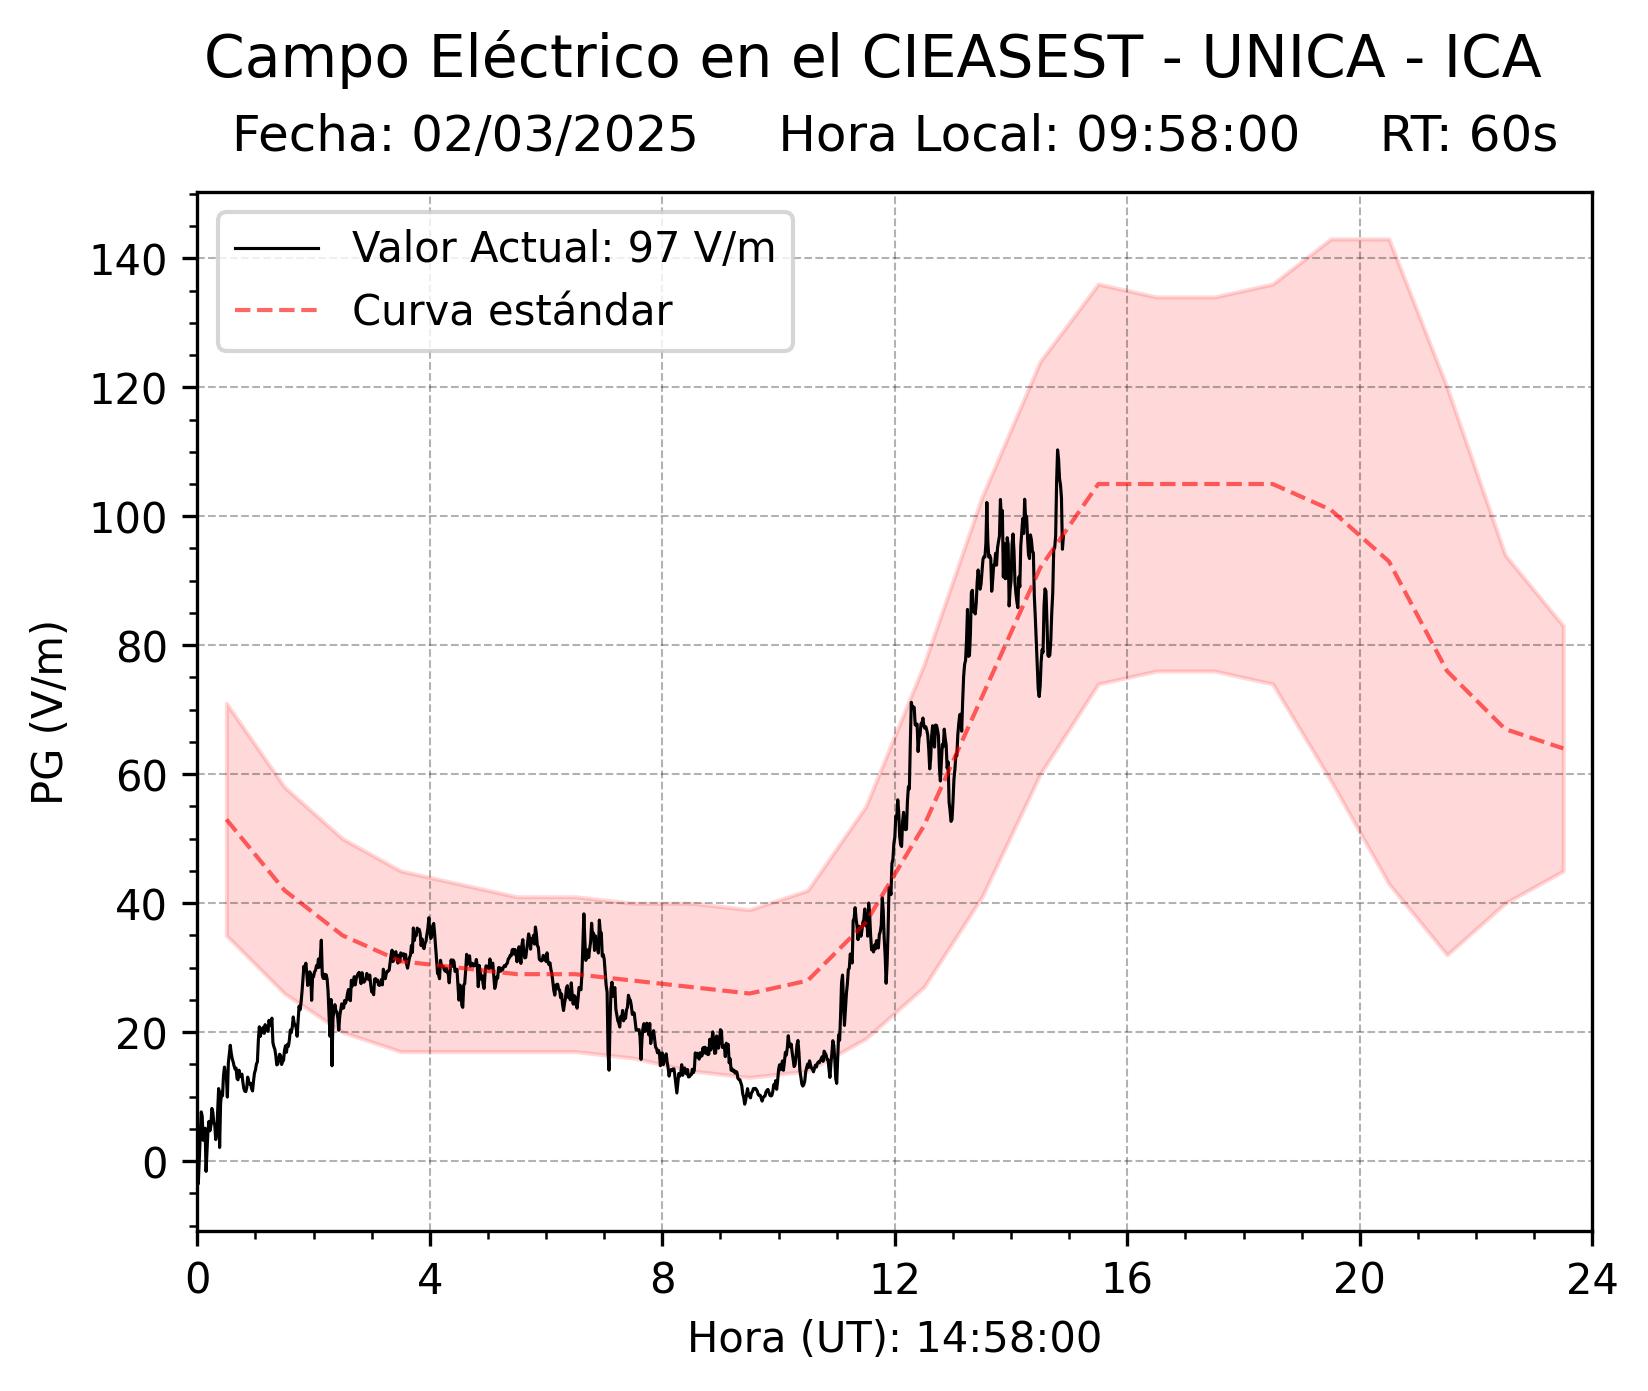 Campo Eléctrico en el CIEASEST - UNICA - ICA
Fecha: 02/03/2025 Hora Local: 09:58:00 RT: 60s
Valor Actual: 97 V/m
Curva estándar
140
120
100
80
60
40
20
0
PG (V/m)
0 4 8 12 16 20 24
Hora (UT): 14:58:00